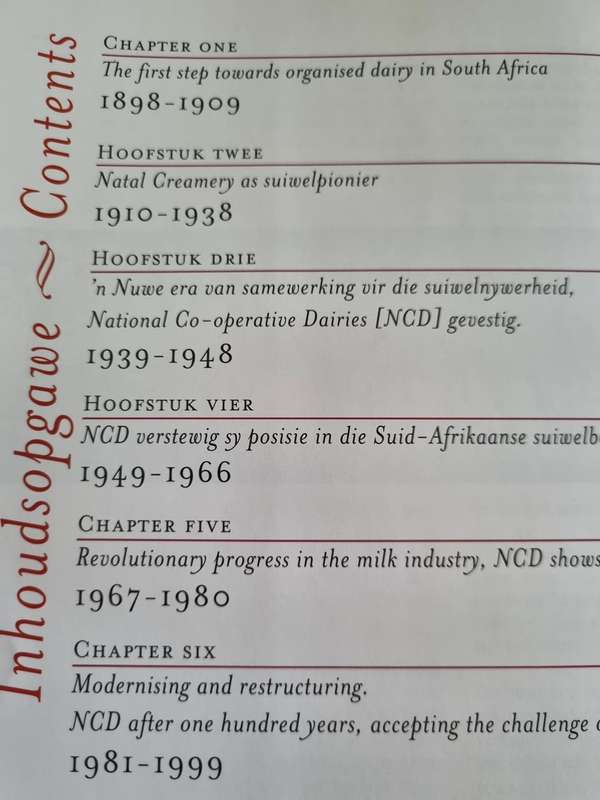 Inhoudsopgawe ~ Contents
CHAPTER ONE
The first step towards organised dairy in South Africa
1898-1909
HOOFSTUK TWEE
Natal Creamery as suiwelpionier
1910-1938
HOOFSTUK DRIE
'n Nuwe era van samewerking vir die suiwelnywerheid,
National Co-operative Dairies [NCD] gevestig.
1939-1948
HOOFSTUK VIER
NCD verstewig sy posisie in die Suid-Afrikaanse
1949-1966
CHAPTER FIVE
Revolutionary progress in the milk industry, NCD shows
1967-1980
CHAPTER SIX
Modernising and restructuring.
NCD after one hundred years, accepting the challenge
1981-1999